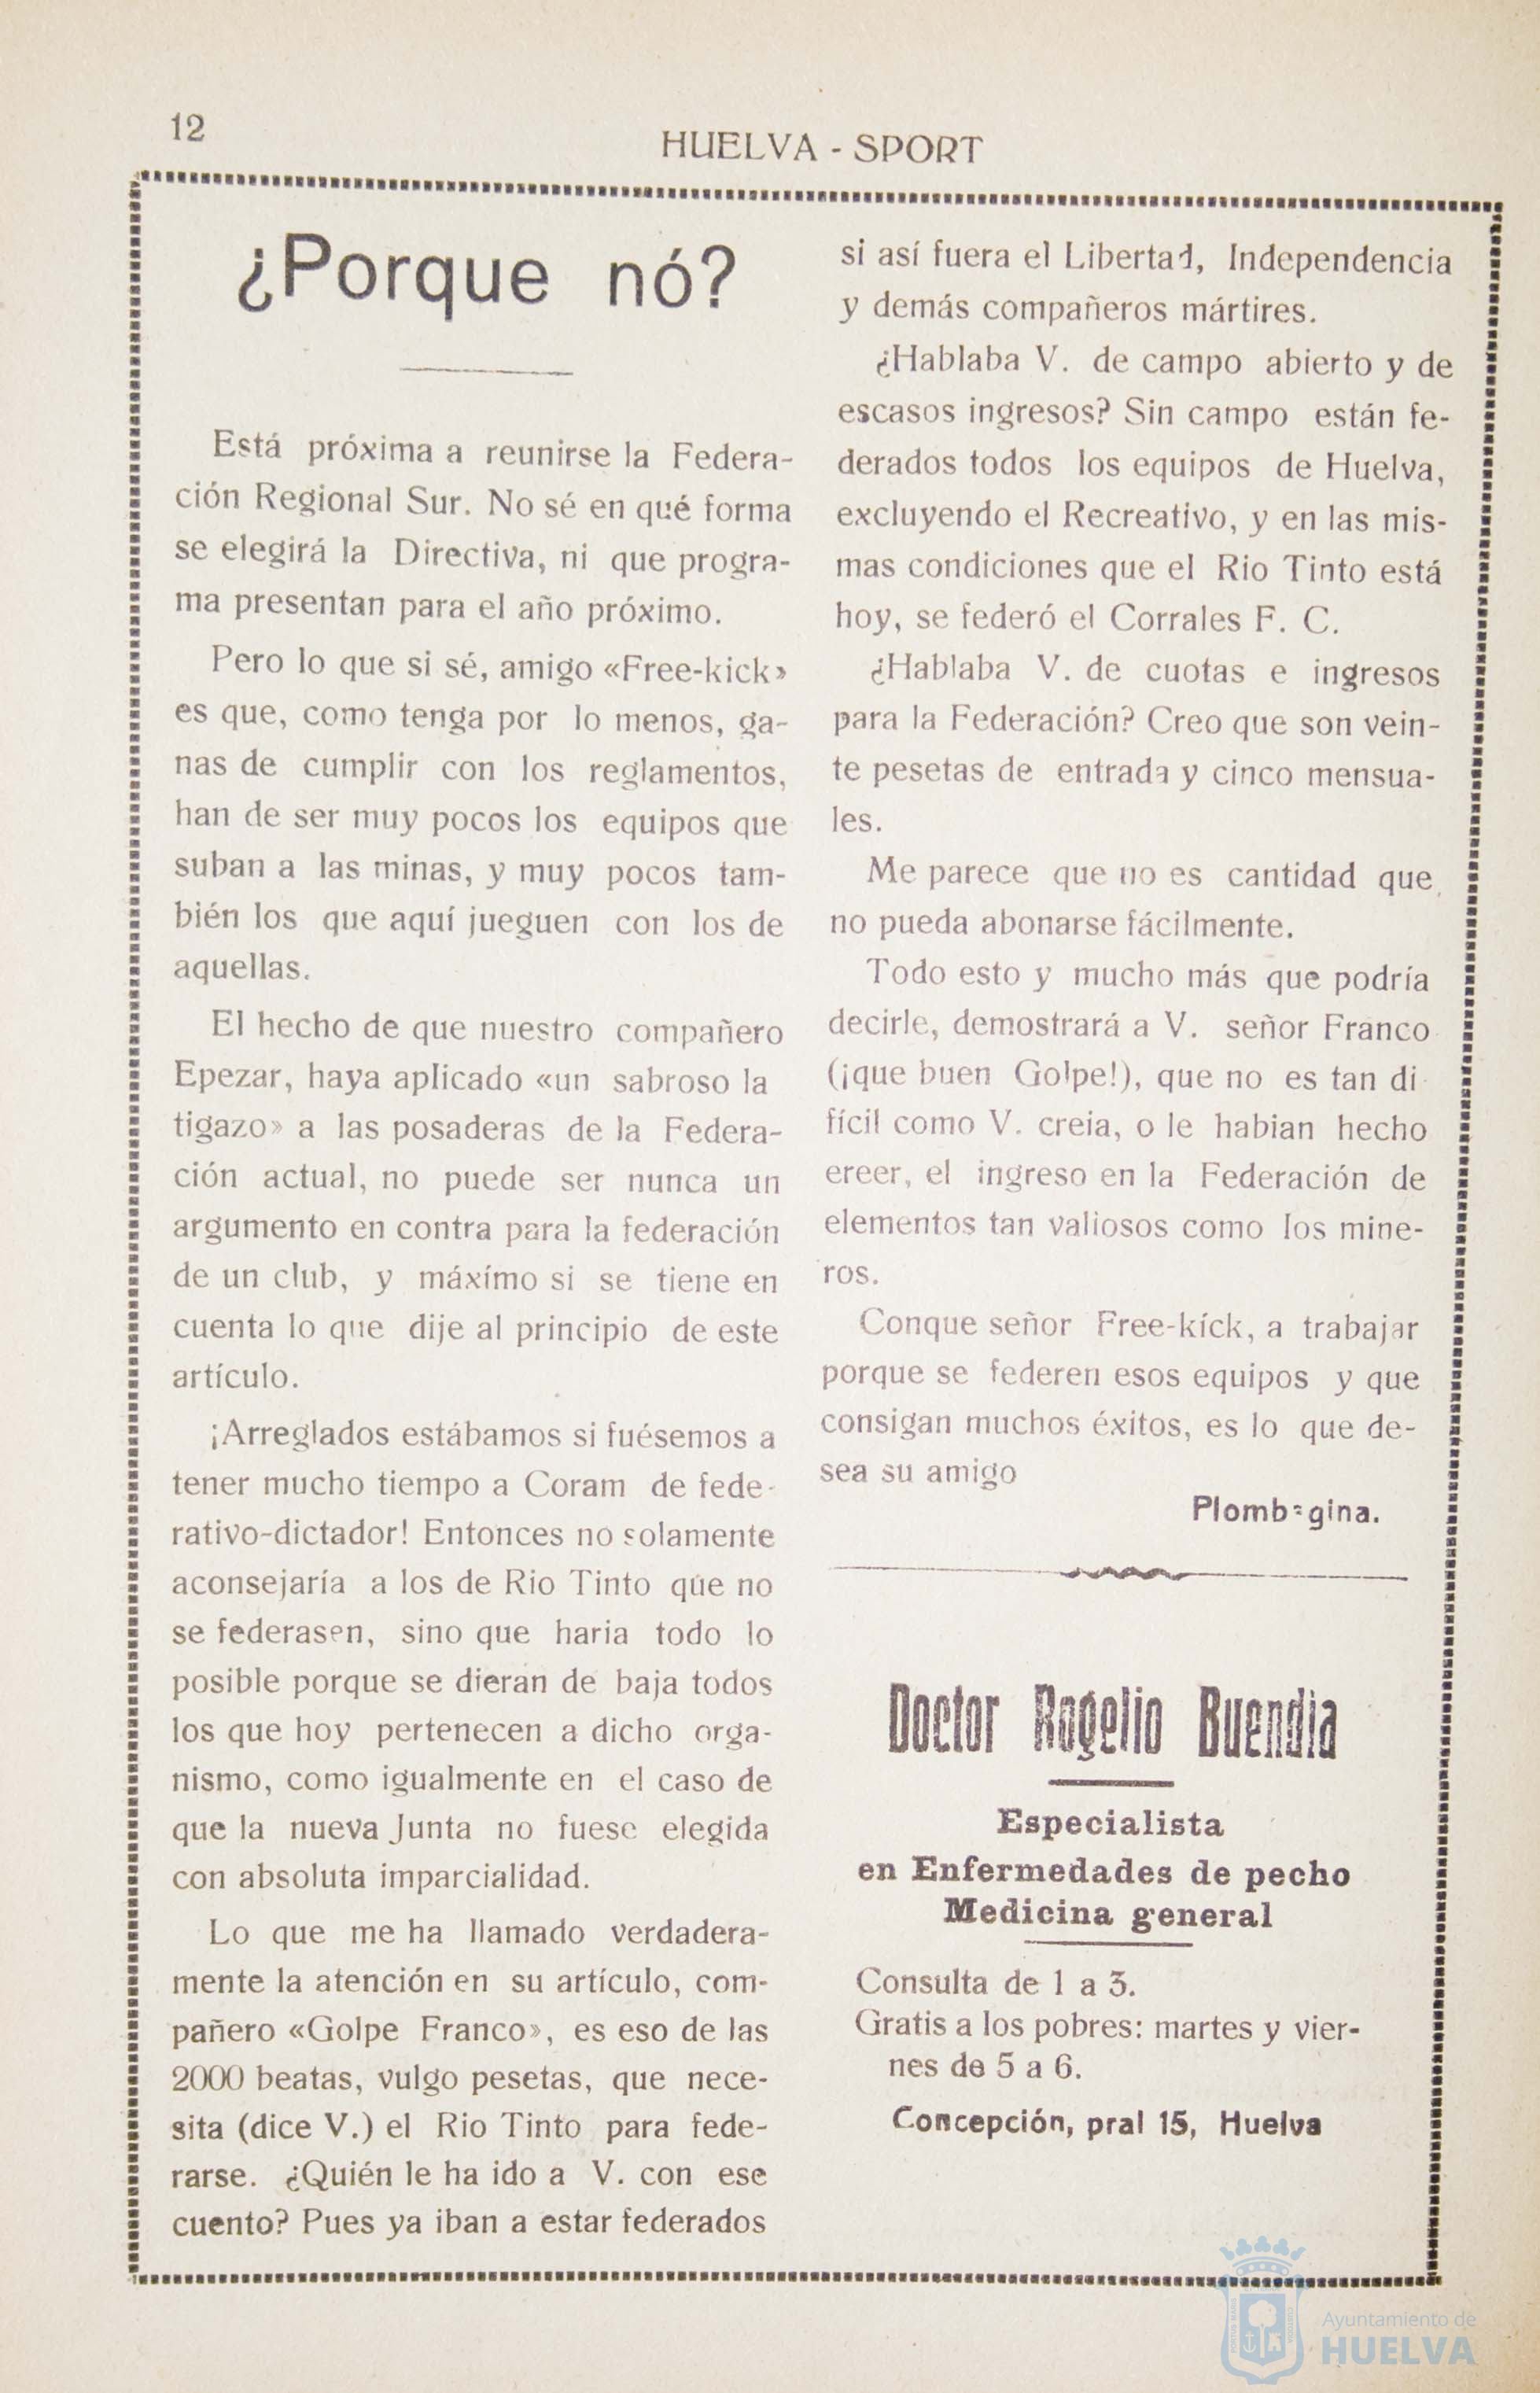 12
HUELVA - SPORT
¿Porque nó?
Está próxima a reunirse la Federa-
ción Regional Sur. No sé en qué forma
se elegirá la Directiva, ni que progra-
ma presentan para el año próximo.
Pero lo que si sé, amigo «Free-kick»
es que, como tenga por lo menos, ga-
nas de cumplir con los reglamentos,
han de ser muy pocos los equipos que
suban a las minas, y muy pocos tam-
bién los que aquí jueguen con los de
aquellas.
El hecho de que nuestro compañero
Epezar, haya aplicado «un sabroso la
tigazo» a las posaderas de la Federa-
ción actual, no puede ser nunca un
argumento en contra para la federación
de un club, y máxímo si se tiene en
cuenta lo que dije al principio de este
artículo.
¡Arreglados estábamos si fuésemos a
tener mucho tiempo a Coram de fede-
rativo-dictador! Entonces no solamente
aconsejaría a los de Rio Tinto que no
se federasen, sino que haria todo lo
posible porque se dieran de baja todos
los que hoy pertenecen a dicho orga-
nismo, como igualmente en el caso de
que la nueva Junta no fuese elegida
con absoluta imparcialidad.
Lo que me ha llamado verdadera-
mente la atención en su artículo, com-
pañero «Golpe Franco», es eso de las
2000 beatas, vulgo pesetas, que nece-
sita (dice V.) el Rio Tinto para fede-
rarse. ¿Quién le ha ido a V. con ese
cuento? Pues ya iban a estar federados
si así fuera el Libertad, Independencia
y demás compañeros mártires.
¿Hablaba V. de campo abierto y de
escasos ingresos? Sin campo están fe-
derados todos los equipos de Huelva,
excluyendo el Recreativo, y en las mis-
mas condiciones que el Rio Tinto está
hoy, se federó el Corrales F. C.
¿Hablaba V. de cuotas e ingresos
para la Federación? Creo que son vein-
te pesetas de entrada y cinco mensua-
les.
Me parece que no es cantidad que
no pueda abonarse fácilmente.
Todo esto y mucho más que podría
decirle, demostrará a V. señor Franco
(¡que buen Golpe!), que no es tan di
fícil como V. creia, o le habian hecho
ereer, el ingreso en la Federación de
elementos tan valiosos como los mine-
ros.
Conque señor Free-kíck, a trabajar
porque se federen esos equipos y que
consigan muchos éxitos, es lo que de-
sea su amigo
Plombagina.
Doctor Rogelio Buendia
Especialista
en Enfermedades de pecho
Medicina general
Consulta de 1 a 3.
Gratis a los pobres: martes y vier-
nes de 5 a 6.
Concepción, pral 15, Huelva
Ayuntamiento de
HUELVA